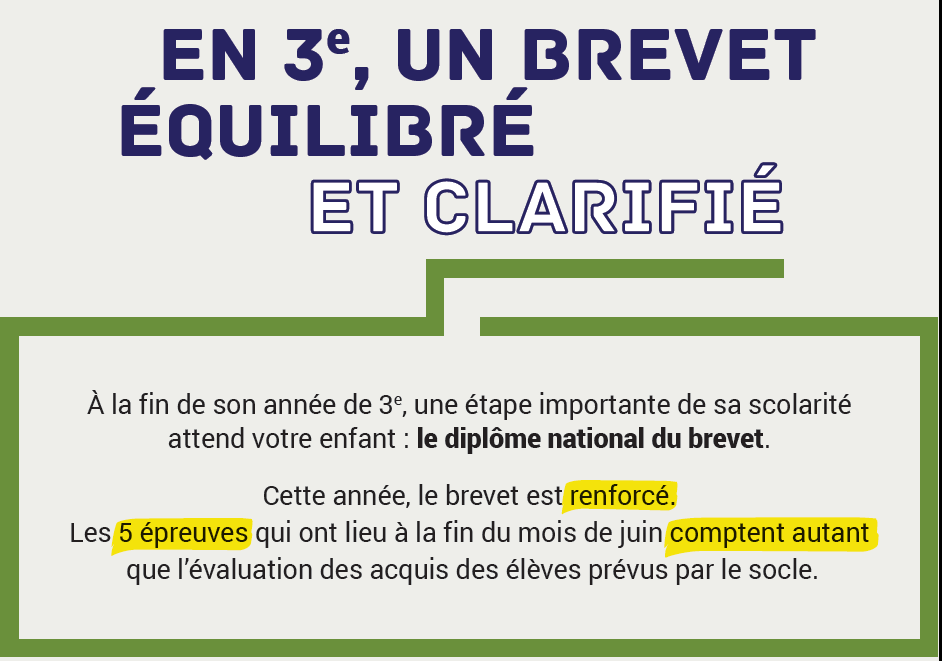 EN 3ᵉ, UN BREVET
ÉQUILIBRÉ
ET CLARIFIÉ
À la fin de son année de 3ᵉ, une étape importante de sa scolarité
attend votre enfant : le diplôme national du brevet.
Cette année, le brevet est renforcé.
Les 5 épreuves qui ont lieu à la fin du mois de juin comptent autant
que l’évaluation des acquis des élèves prévus par le socle.